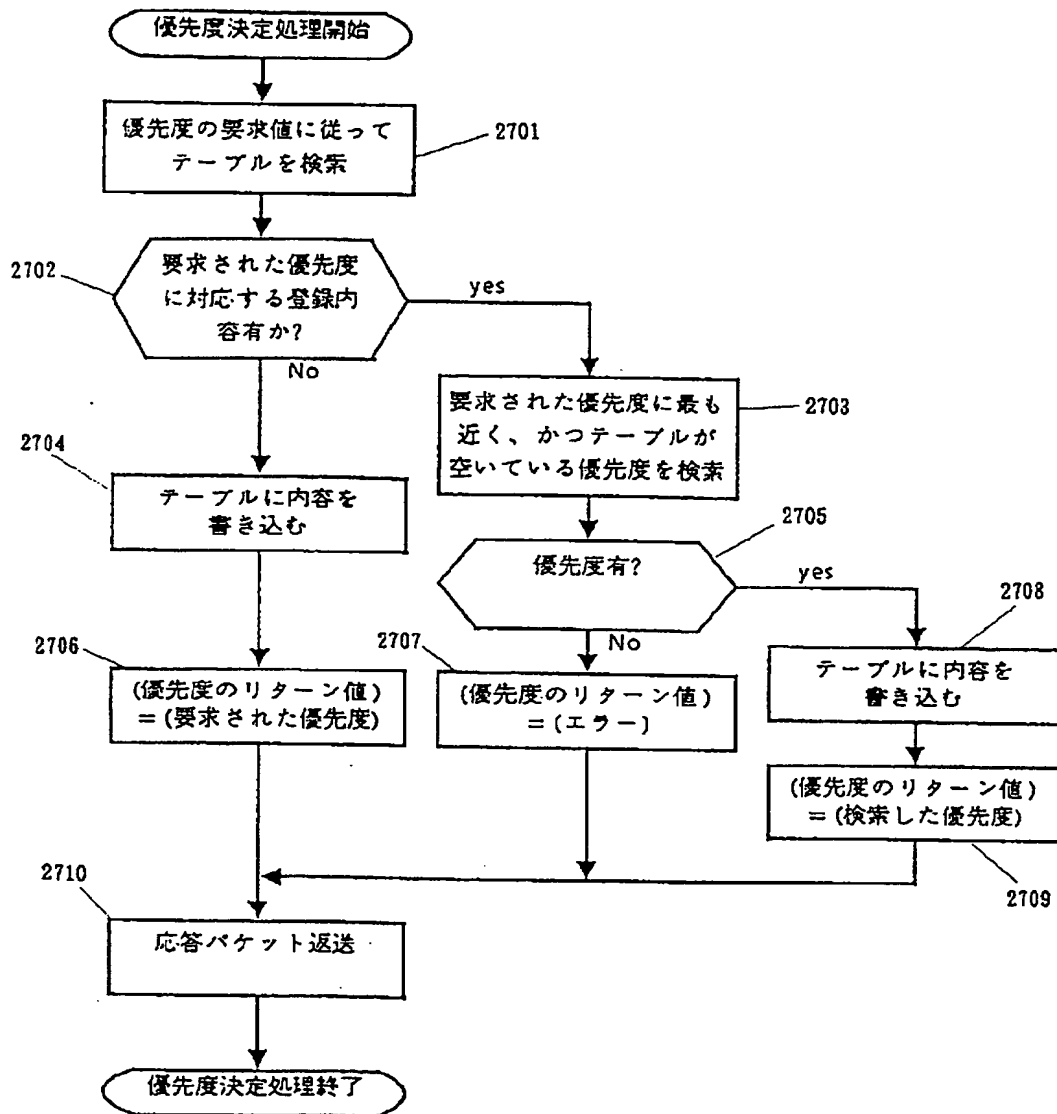 優先度決定処理開始
優先度の要求値に従って
テーブルを検索
2701
2702
要求された優先度
に対応する登録内
容有か?
yes
No
要求された優先度に最も
近く、かつテーブルが
空いている優先度を検索
2703
2704
テーブルに内容を
書き込む
2705
優先度有?
yes
No
2708
テーブルに内容を
書き込む
2706
(優先度のリターン値)
=(要求された優先度)
2707
(優先度のリターン値)
=(エラー)
(優先度のリターン値)
=(検索した優先度)
2709
2710
応答パケット返送
優先度決定処理終了